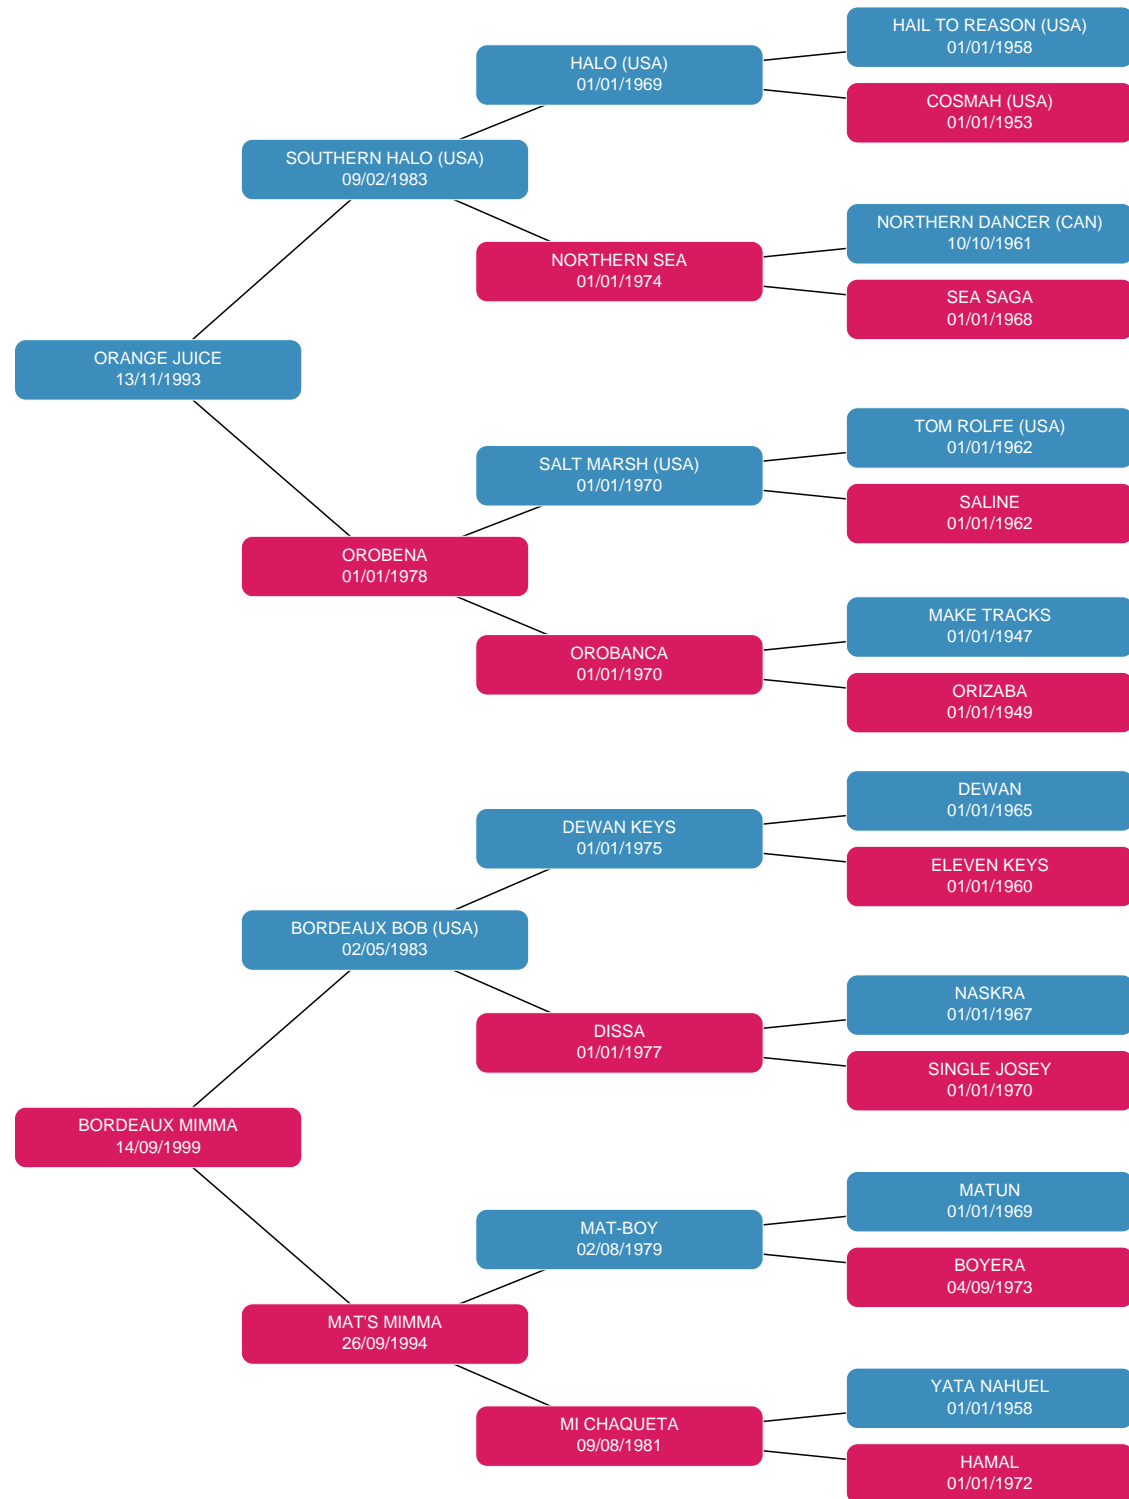 HAIL TO REASON (USA)
01/01/1958
HALO (USA)
01/01/1969
COSMAH (USA)
01/01/1953
SOUTHERN HALO (USA)
09/02/1983
NORTHERN DANCER (CAN)
10/10/1961
NORTHERN SEA
01/01/1974
SEA SAGA
01/01/1968
ORANGE JUICE
13/11/1993
TOM ROLFE (USA)
01/01/1962
SALT MARSH (USA)
01/01/1970
SALINE
01/01/1962
OROBENA
01/01/1978
MAKE TRACKS
01/01/1947
OROBANCA
01/01/1970
ORIZABA
01/01/1949
DEWAN
01/01/1965
DEWAN KEYS
01/01/1975
ELEVEN KEYS
01/01/1960
BORDEAUX BOB (USA)
02/05/1983
NASKRA
01/01/1967
DISSA
01/01/1977
SINGLE JOSEY
01/01/1970
BORDEAUX MIMMA
14/09/1999
MATUN
01/01/1969
MAT-BOY
02/08/1979
BOYERA
04/09/1973
MAT'S MIMMA
26/09/1994
YATA NAHUEL
01/01/1958
MI CHAQUETA
09/08/1981
HAMAL
01/01/1972